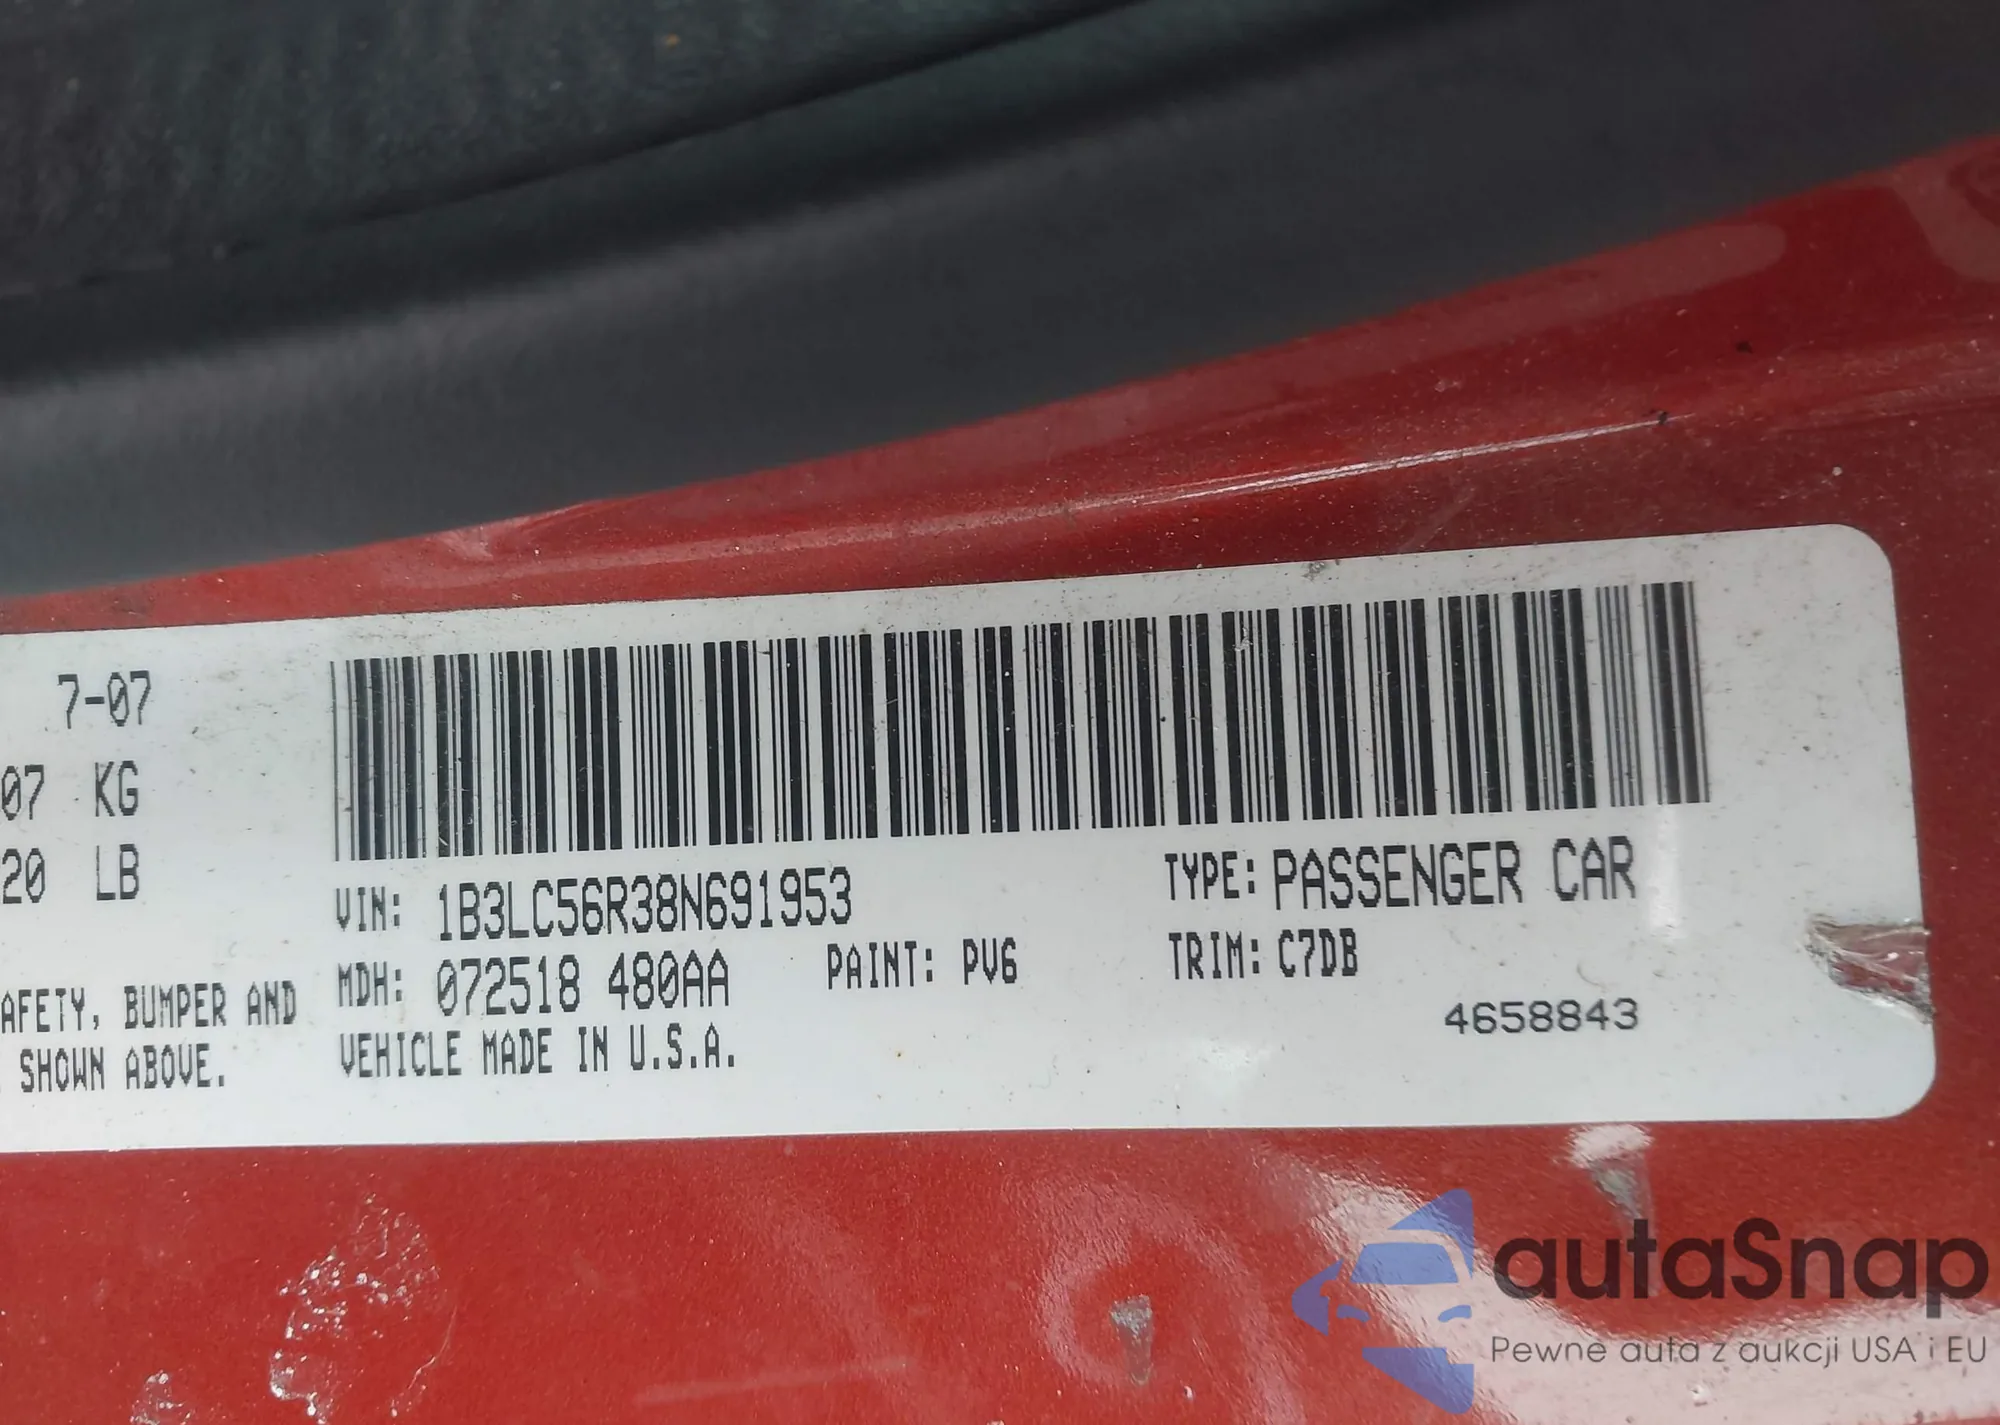 7-07
07 KG
20 LB
AFETY, BUMPER AND
SHOWN ABOVE.
VIN: 1B3LC56R38N691953
TYPE: PASSENGER CAR
MDH: 072518 480AA
PAINT: PV6
TRIM: C7DB
VEHICLE MADE IN U.S.A.
4658843
autaSnap
Pewne auta z aukcji USA i EU